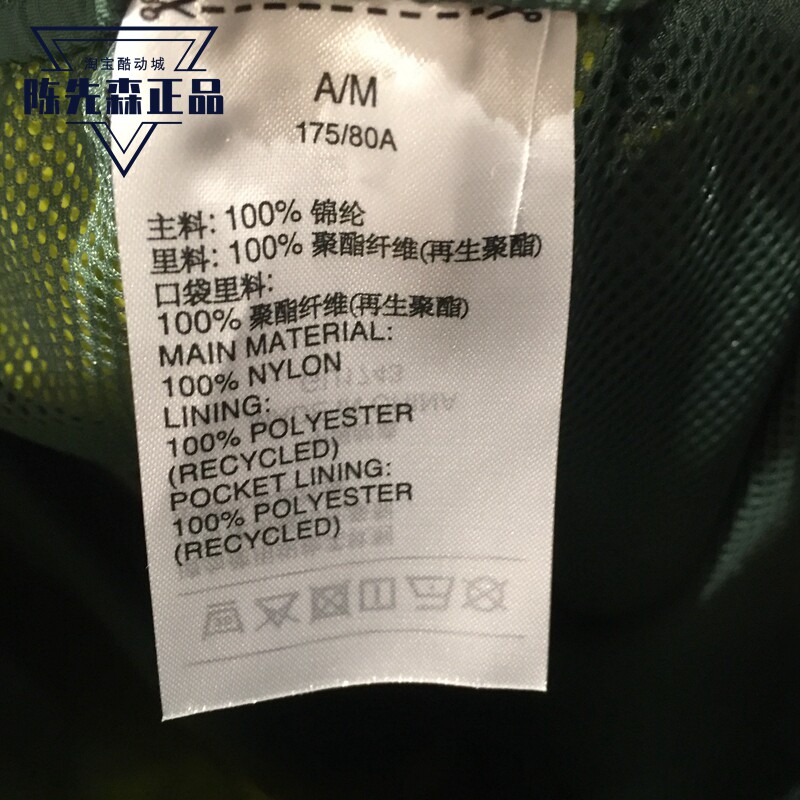 淘宝酷动城
陈先森正品
A/M
175/80A
主料: 100% 锦纶
里料: 100% 聚酯纤维(再生聚酯)
口袋里料:
100% 聚酯纤维(再生聚酯)
MAIN MATERIAL:
100% NYLON
LINING:
100% POLYESTER
(RECYCLED)
POCKET LINING:
100% POLYESTER
(RECYCLED)